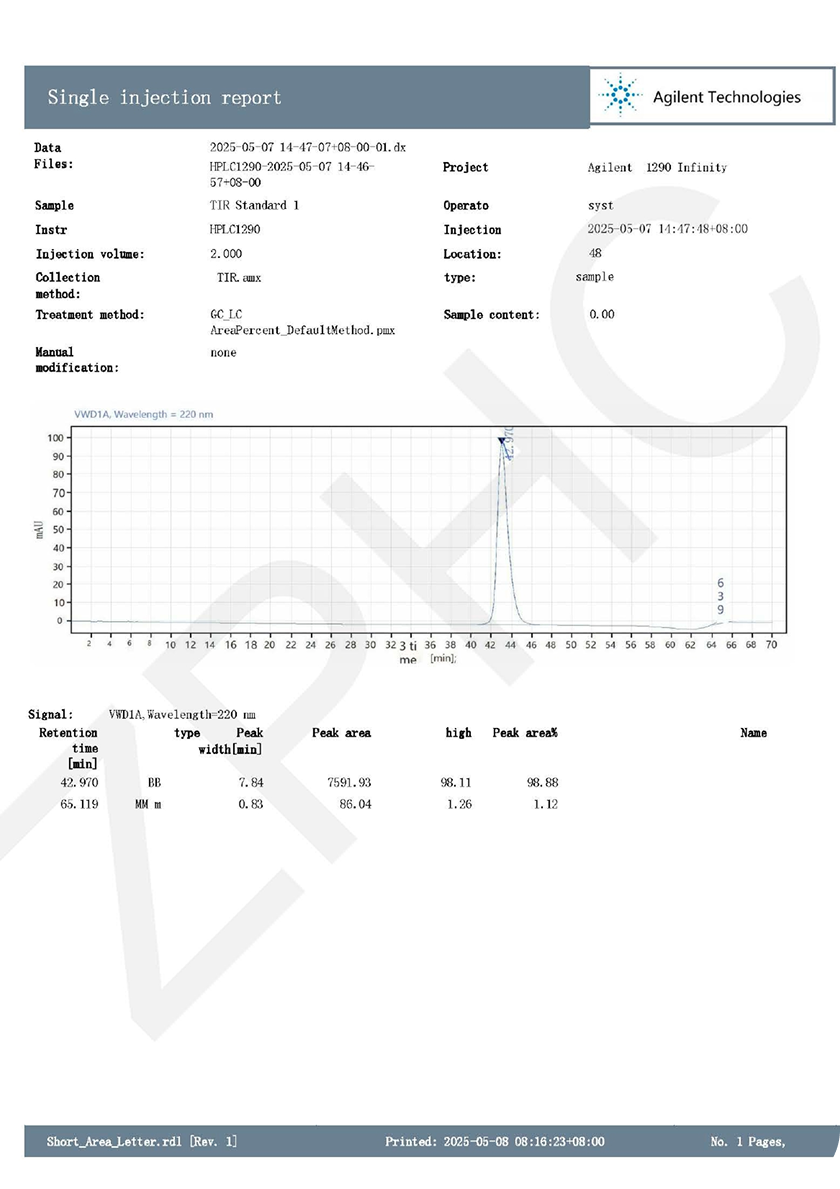 Single injection report
Agilent Technologies
Data Files:
2025-05-07 14-47-07+08-00-01.dx
HPLC1290-2025-05-07 14-46-
57+08-00
Project
Agilent 1290 Infinity
Sample
TIR Standard 1
Operato
syst
Instr
HPLC1290
Injection
2025-05-07 14:47:48+08:00
Injection volume:
2.000
Location:
48
Collection
method:
TIR.amx
type:
sample
Treatment method:
GC_LC
AreaPercent_DefaultMethod.pmx
Sample content:
0.00
Manual
modification:
none
VWD1A, Wavelength = 220 nm
42.970
100
90
80
70
60
50
40
30
20
10
0
mAU
6
3
9
2 4 6 8 10 12 14 16 18 20 22 24 26 28 30 32 3 ti 36 38 40 42 44 46 48 50 52 54 56 58 60 62 64 66 68 70
me [min];
Signal: VWD1A,Wavelength=220 nm
Retention time [min] type Peak width[min] Peak area high Peak area% Name
42.970 BB 7.84 7591.93 98.11 98.88
65.119 MM m 0.83 86.04 1.26 1.12
ZPHC
Short_Area_Letter.rdl [Rev. 1]
Printed: 2025-05-08 08:16:23+08:00
No. 1 Pages,